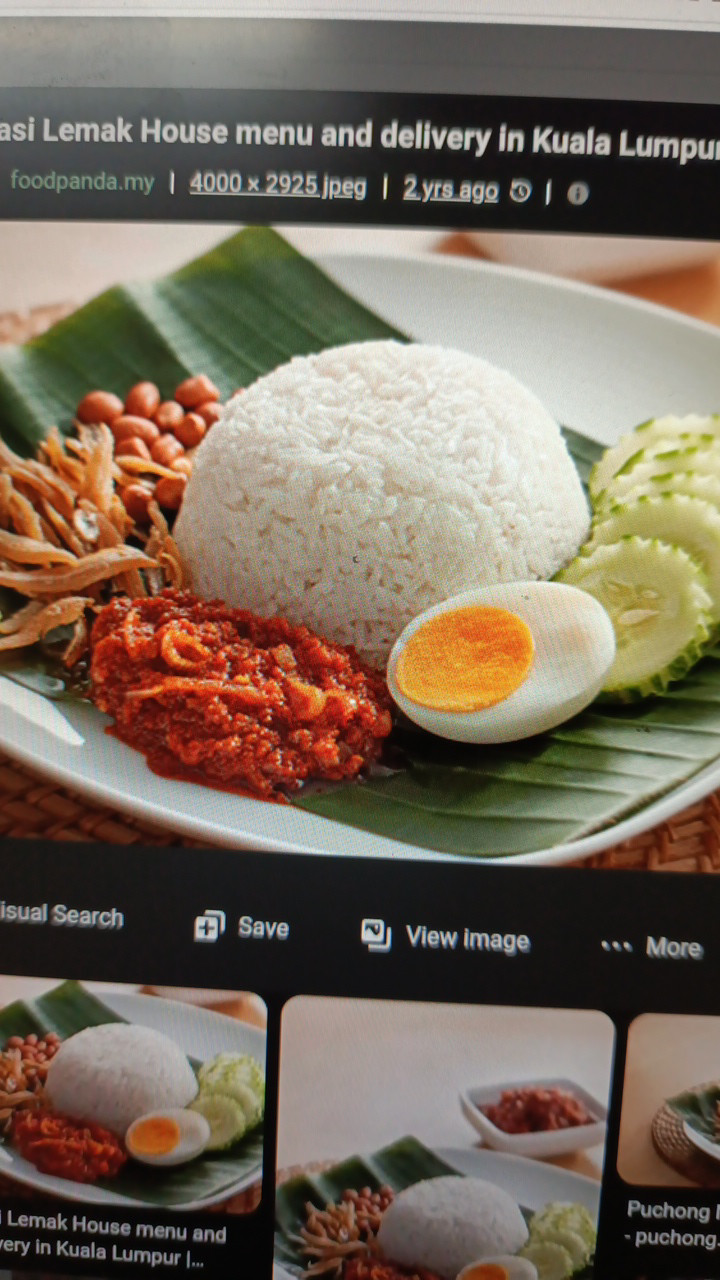 asi Lemak House menu and delivery in Kuala Lumpur
foodpanda.my | 4000 × 2925 jpeg | 2 yrs ago |
isual Search
Save
View image
... More
i Lemak House menu and
very in Kuala Lumpur |...
Puchong
- puchong.